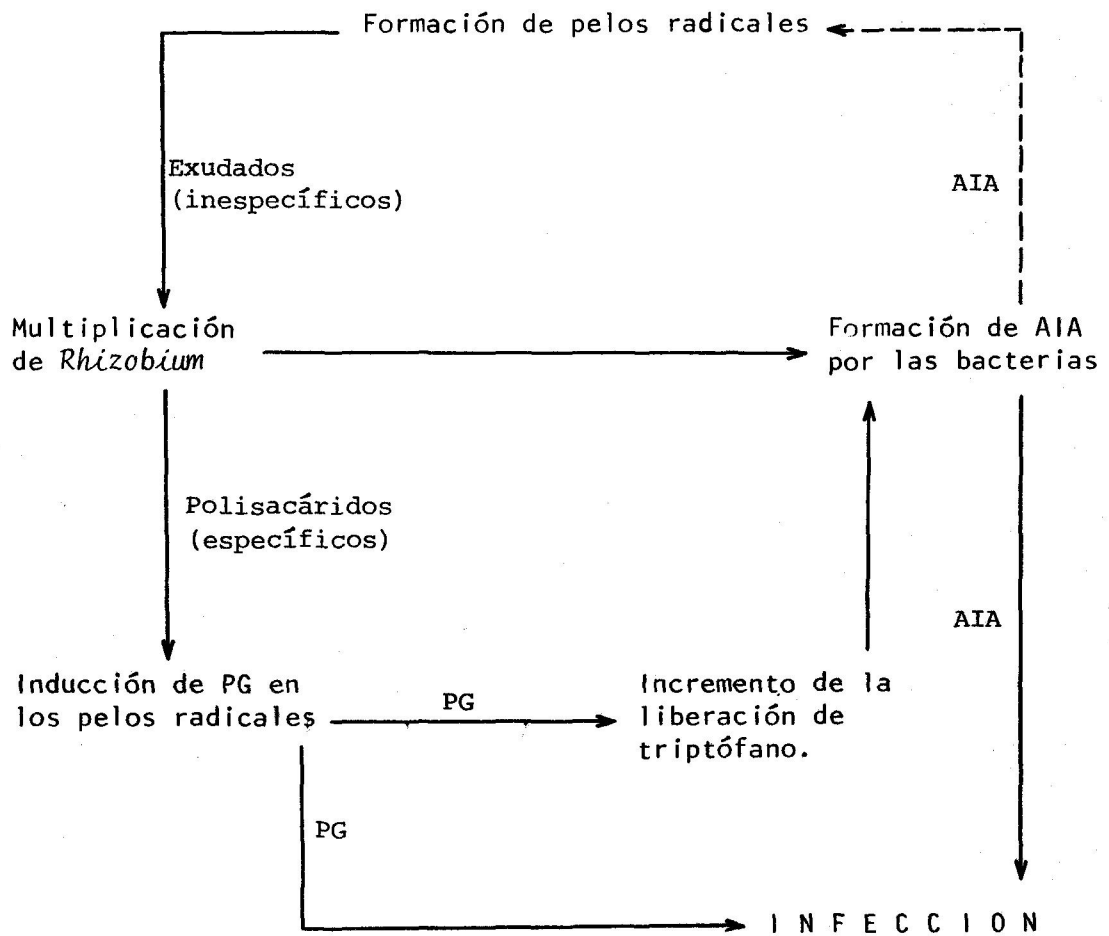 Formación de pelos radicales
Exudados
(inespecíficos)
AIA
Multiplicación
de Rhizobium
Formación de AIA
por las bacterias
Polisacáridos
(específicos)
AIA
Inducción de PG en
los pelos radicales
PG
Incremento de la
liberación de
triptófano.
PG
I N F E C C I O N